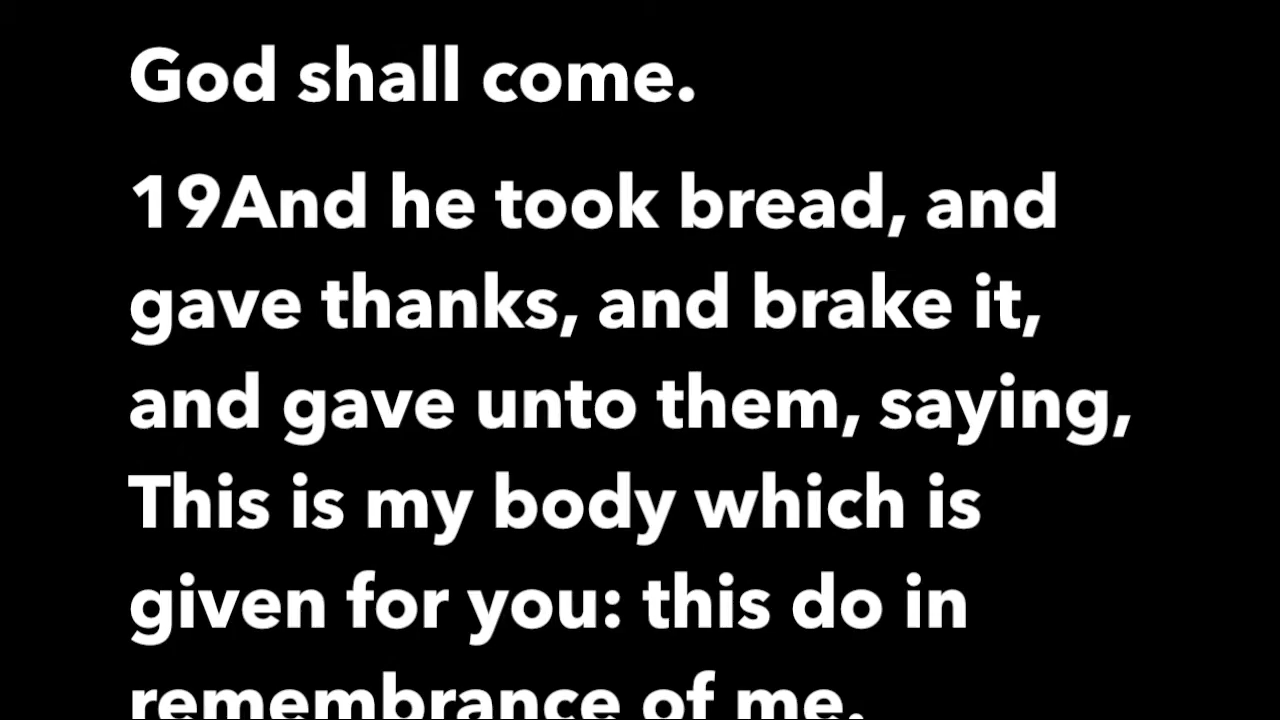 God shall come.
19And he took bread, and
gave thanks, and brake it,
and gave unto them, saying,
This is my body which is
given for you: this do in
remembrance of me.